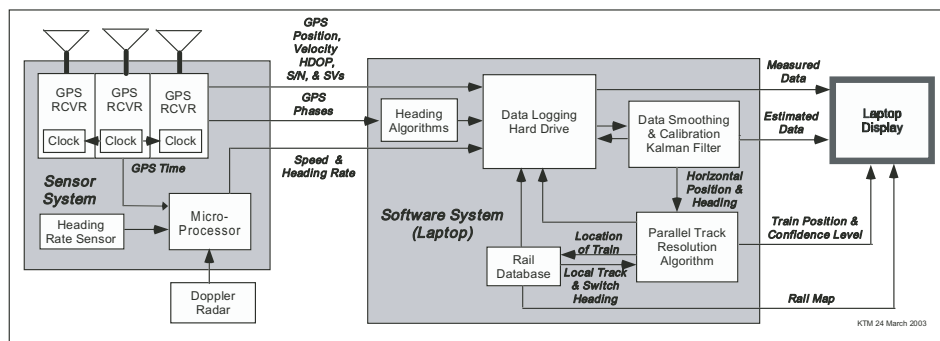 GPS
Position,
Velocity
HDOP,
S/N, & SVs
GPS
RCVR
GPS
RCVR
GPS
RCVR
Clock
Clock
Clock
GPS Time
Sensor
System
Heading
Rate Sensor
Micro-
Processor
Doppler
Radar
GPS
Phases
Speed &
Heading Rate
Heading
Algorithms
Data Logging
Hard Drive
Data Smoothing
& Calibration
Kalman Filter
Horizontal
Position &
Heading
Software System
(Laptop)
Rail
Database
Location
of Train
Local Track
& Switch
Heading
Parallel Track
Resolution
Algorithm
Measured
Data
Estimated
Data
Laptop
Display
Train Position &
Confidence Level
Rail Map
KTM 24 March 2003